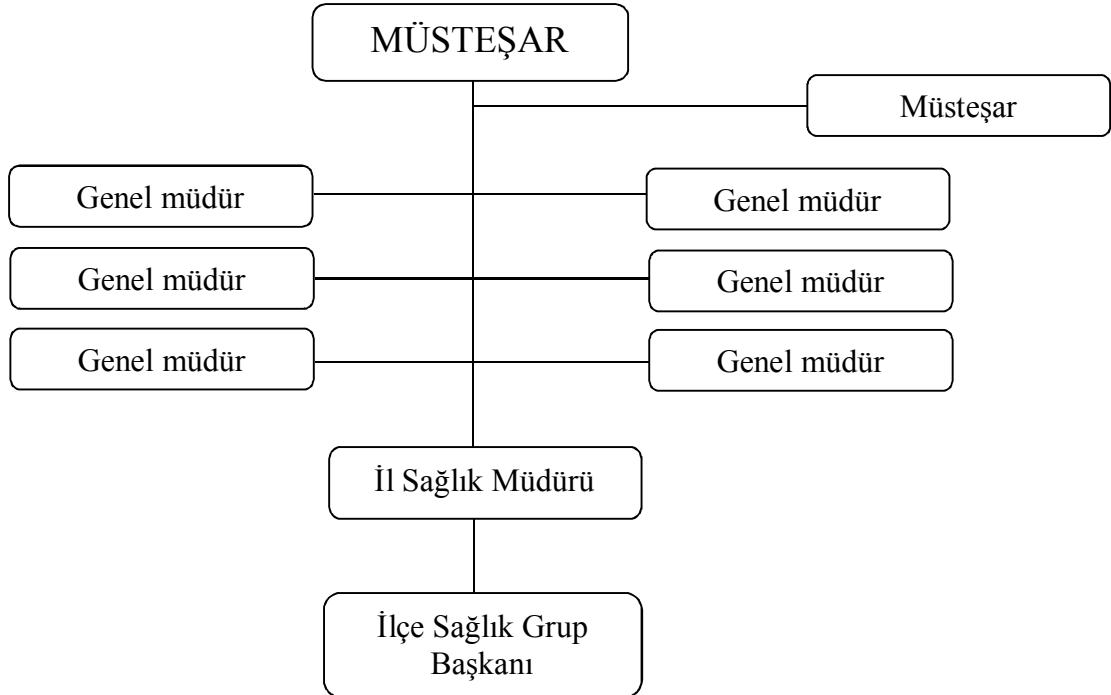 MÜSTEŞAR
Müsteşar
Genel müdür
Genel müdür
Genel müdür
Genel müdür
Genel müdür
Genel müdür
İl Sağlık Müdürü
İlçe Sağlık Grup
Başkanı